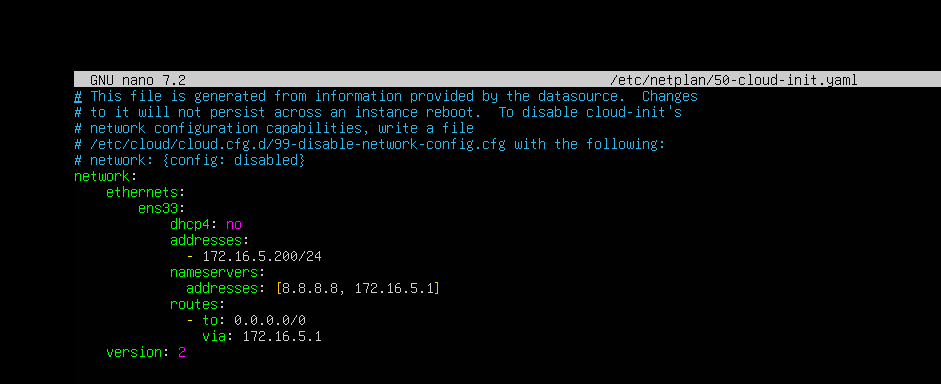 GNU nano 7.2 /etc/netplan/50-cloud-init.yaml
# This file is generated from information provided by the datasource.  Changes
# to it will not persist across an instance reboot.  To disable cloud-init's
# network configuration capabilities, write a file
# /etc/cloud/cloud.cfg.d/99-disable-network-config.cfg with the following:
# network: {config: disabled}
network:
    ethernets:
        ens33:
            dhcp4: no
            addresses:
              - 172.16.5.200/24
            nameservers:
              addresses: [8.8.8.8, 172.16.5.1]
            routes:
              - to: 0.0.0.0/0
                via: 172.16.5.1
    version: 2